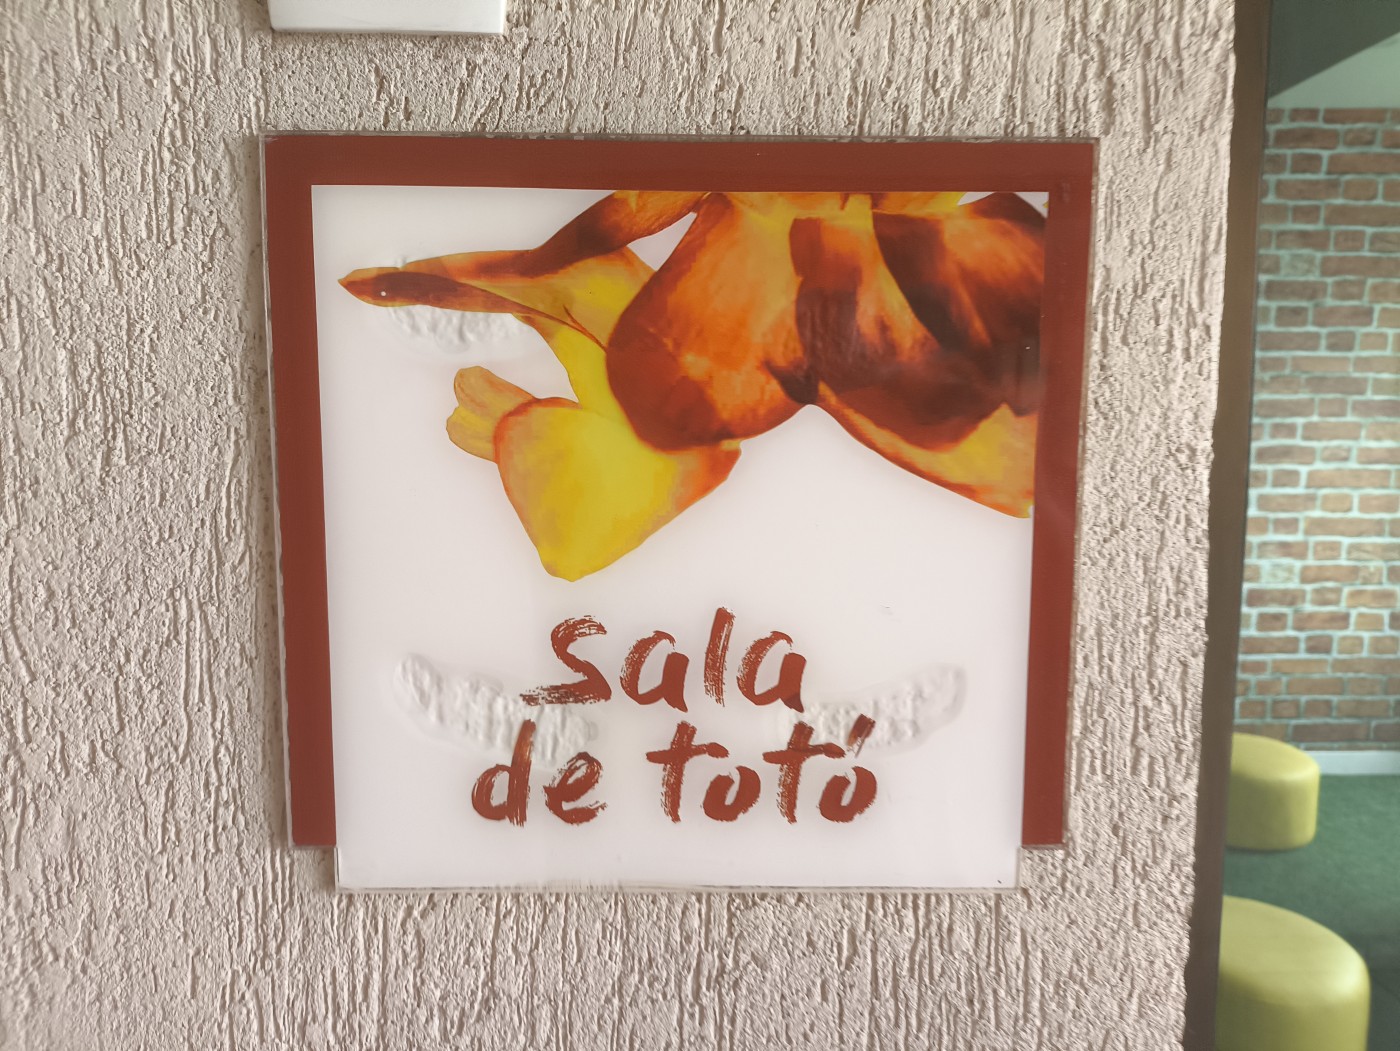 Sala
de totó